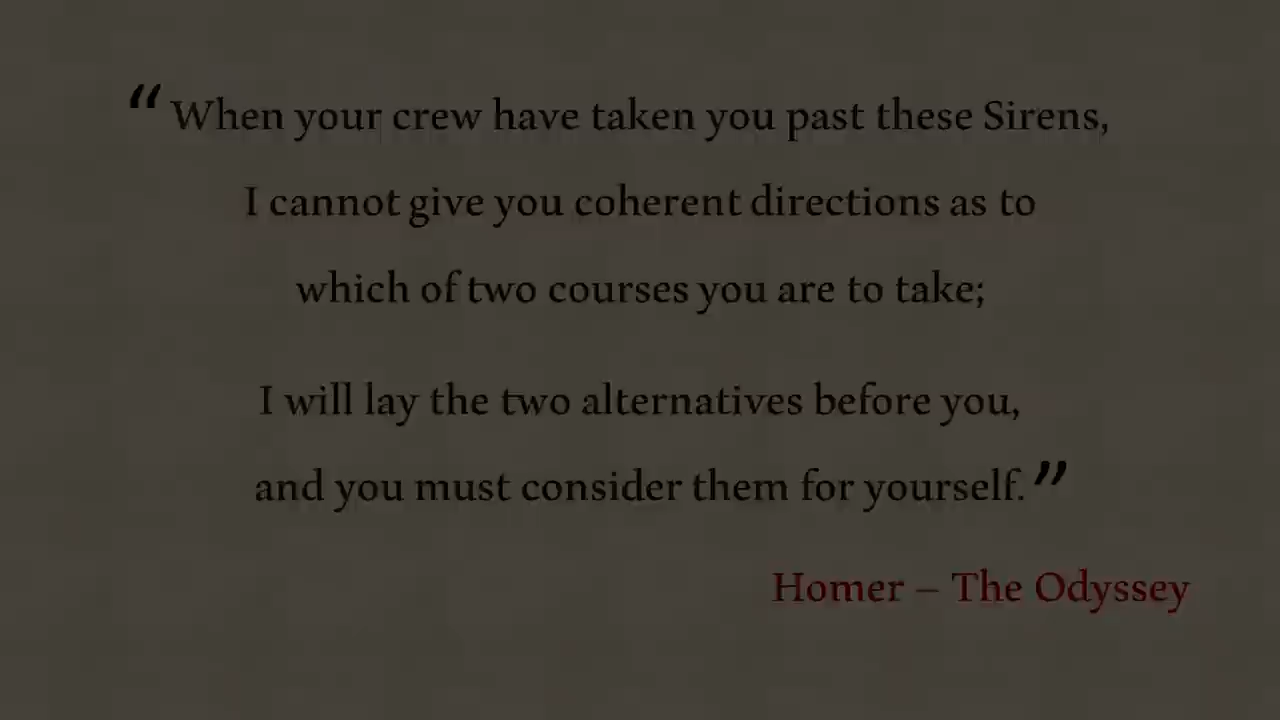 “When your crew have taken you past these Sirens,
I cannot give you coherent directions as to
which of two courses you are to take;
I will lay the two alternatives before you,
and you must consider them for yourself.”
Homer – The Odyssey